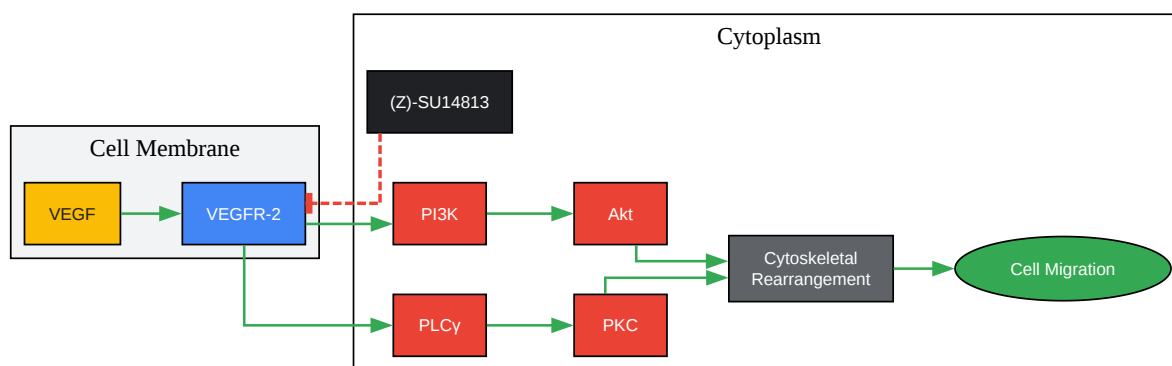 Cytoplasm
(Z)-SU14813
Cell Membrane
VEGF
VEGFR-2
PI3K
Akt
Cytoskeletal
Rearrangement
Cell Migration
PLCγ
PKC